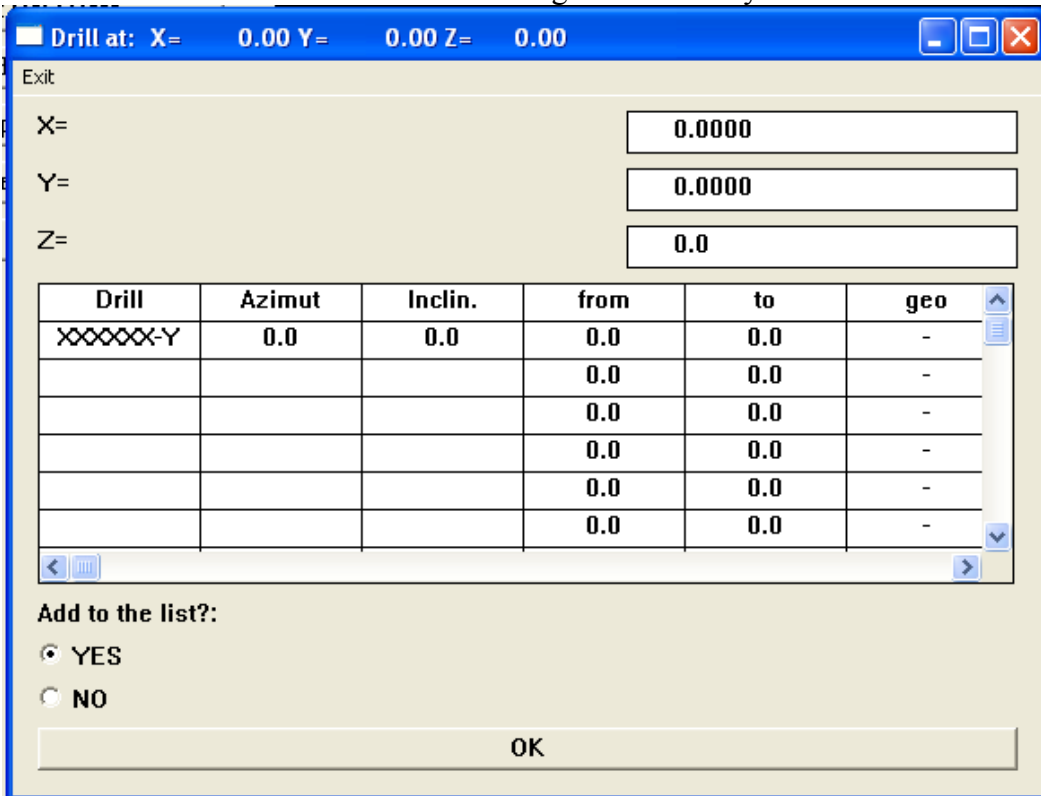 Drill at: X= 0.00 Y= 0.00 Z= 0.00
Exit
X= 0.0000
Y= 0.0000
Z= 0.0
Drill Azimut Inclin. from to geo
XXXXXXX-Y 0.0 0.0 0.0 0.0 -
0.0 0.0 -
0.0 0.0 -
0.0 0.0 -
0.0 0.0 -
0.0 0.0 -
Add to the list?:
YES
NO
OK